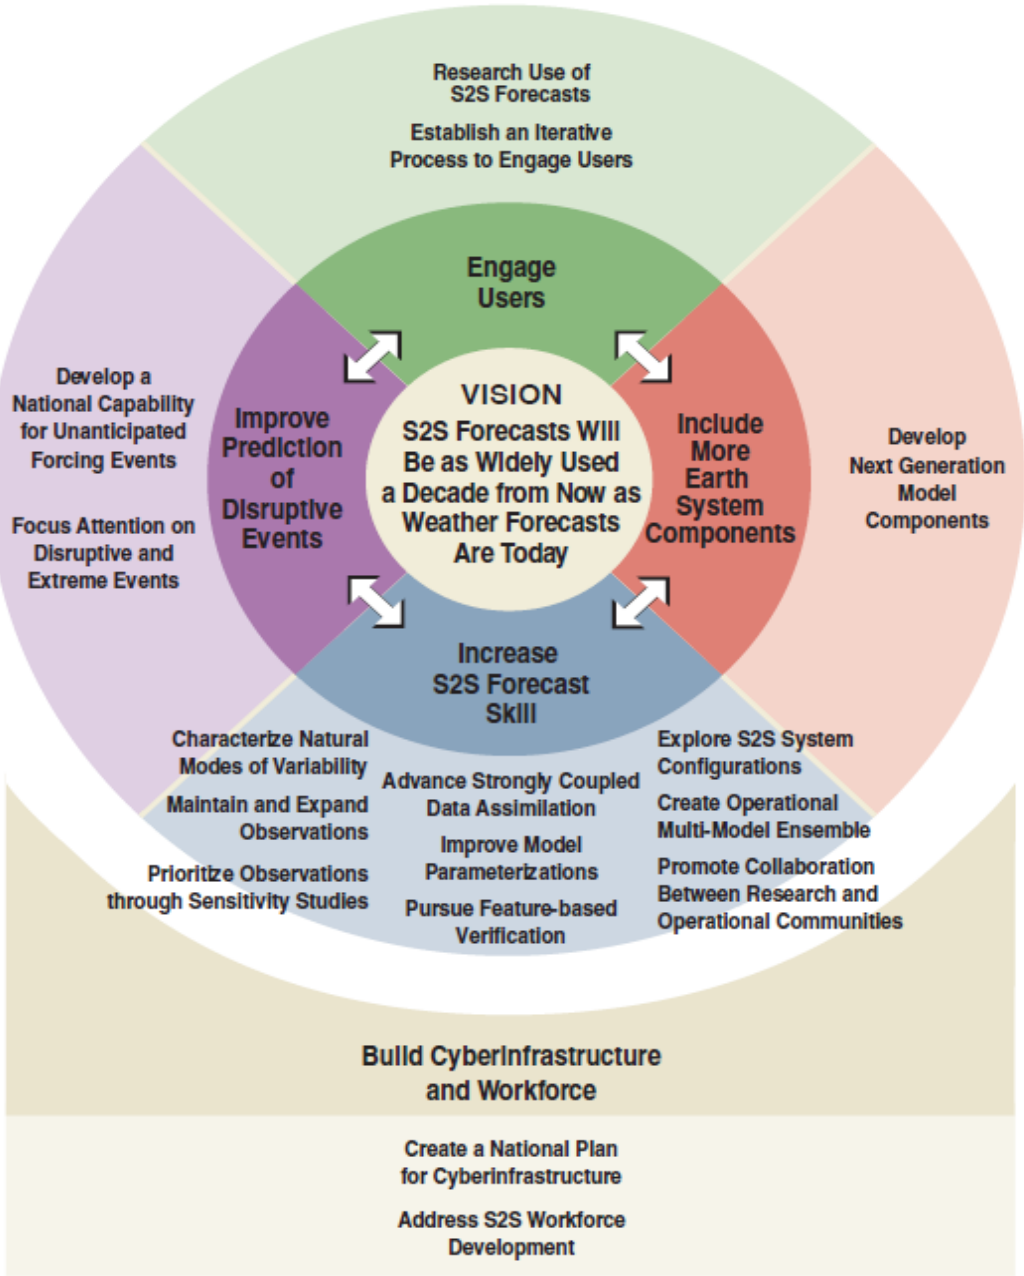 Research Use of
S2S Forecasts
Establish an Iterative
Process to Engage Users
Engage
Users
Develop a
National Capability
for Unanticipated
Forcing Events
Focus Attention on
Disruptive and
Extreme Events
Improve
Prediction
of
Disruptive
Events
VISION
S2S Forecasts Will
Be as Widely Used
a Decade from Now as
Weather Forecasts
Are Today
Include
More
Earth
System
Components
Develop
Next Generation
Model
Components
Increase
S2S Forecast
Skill
Characterize Natural
Modes of Variability
Maintain and Expand
Observations
Prioritize Observations
through Sensitivity Studies
Advance Strongly Coupled
Data Assimilation
Improve Model
Parameterizations
Pursue Feature-based
Verification
Explore S2S System
Configurations
Create Operational
Multi-Model Ensemble
Promote Collaboration
Between Research and
Operational Communities
Build Cyberinfrastructure
and Workforce
Create a National Plan
for Cyberinfrastructure
Address S2S Workforce
Development